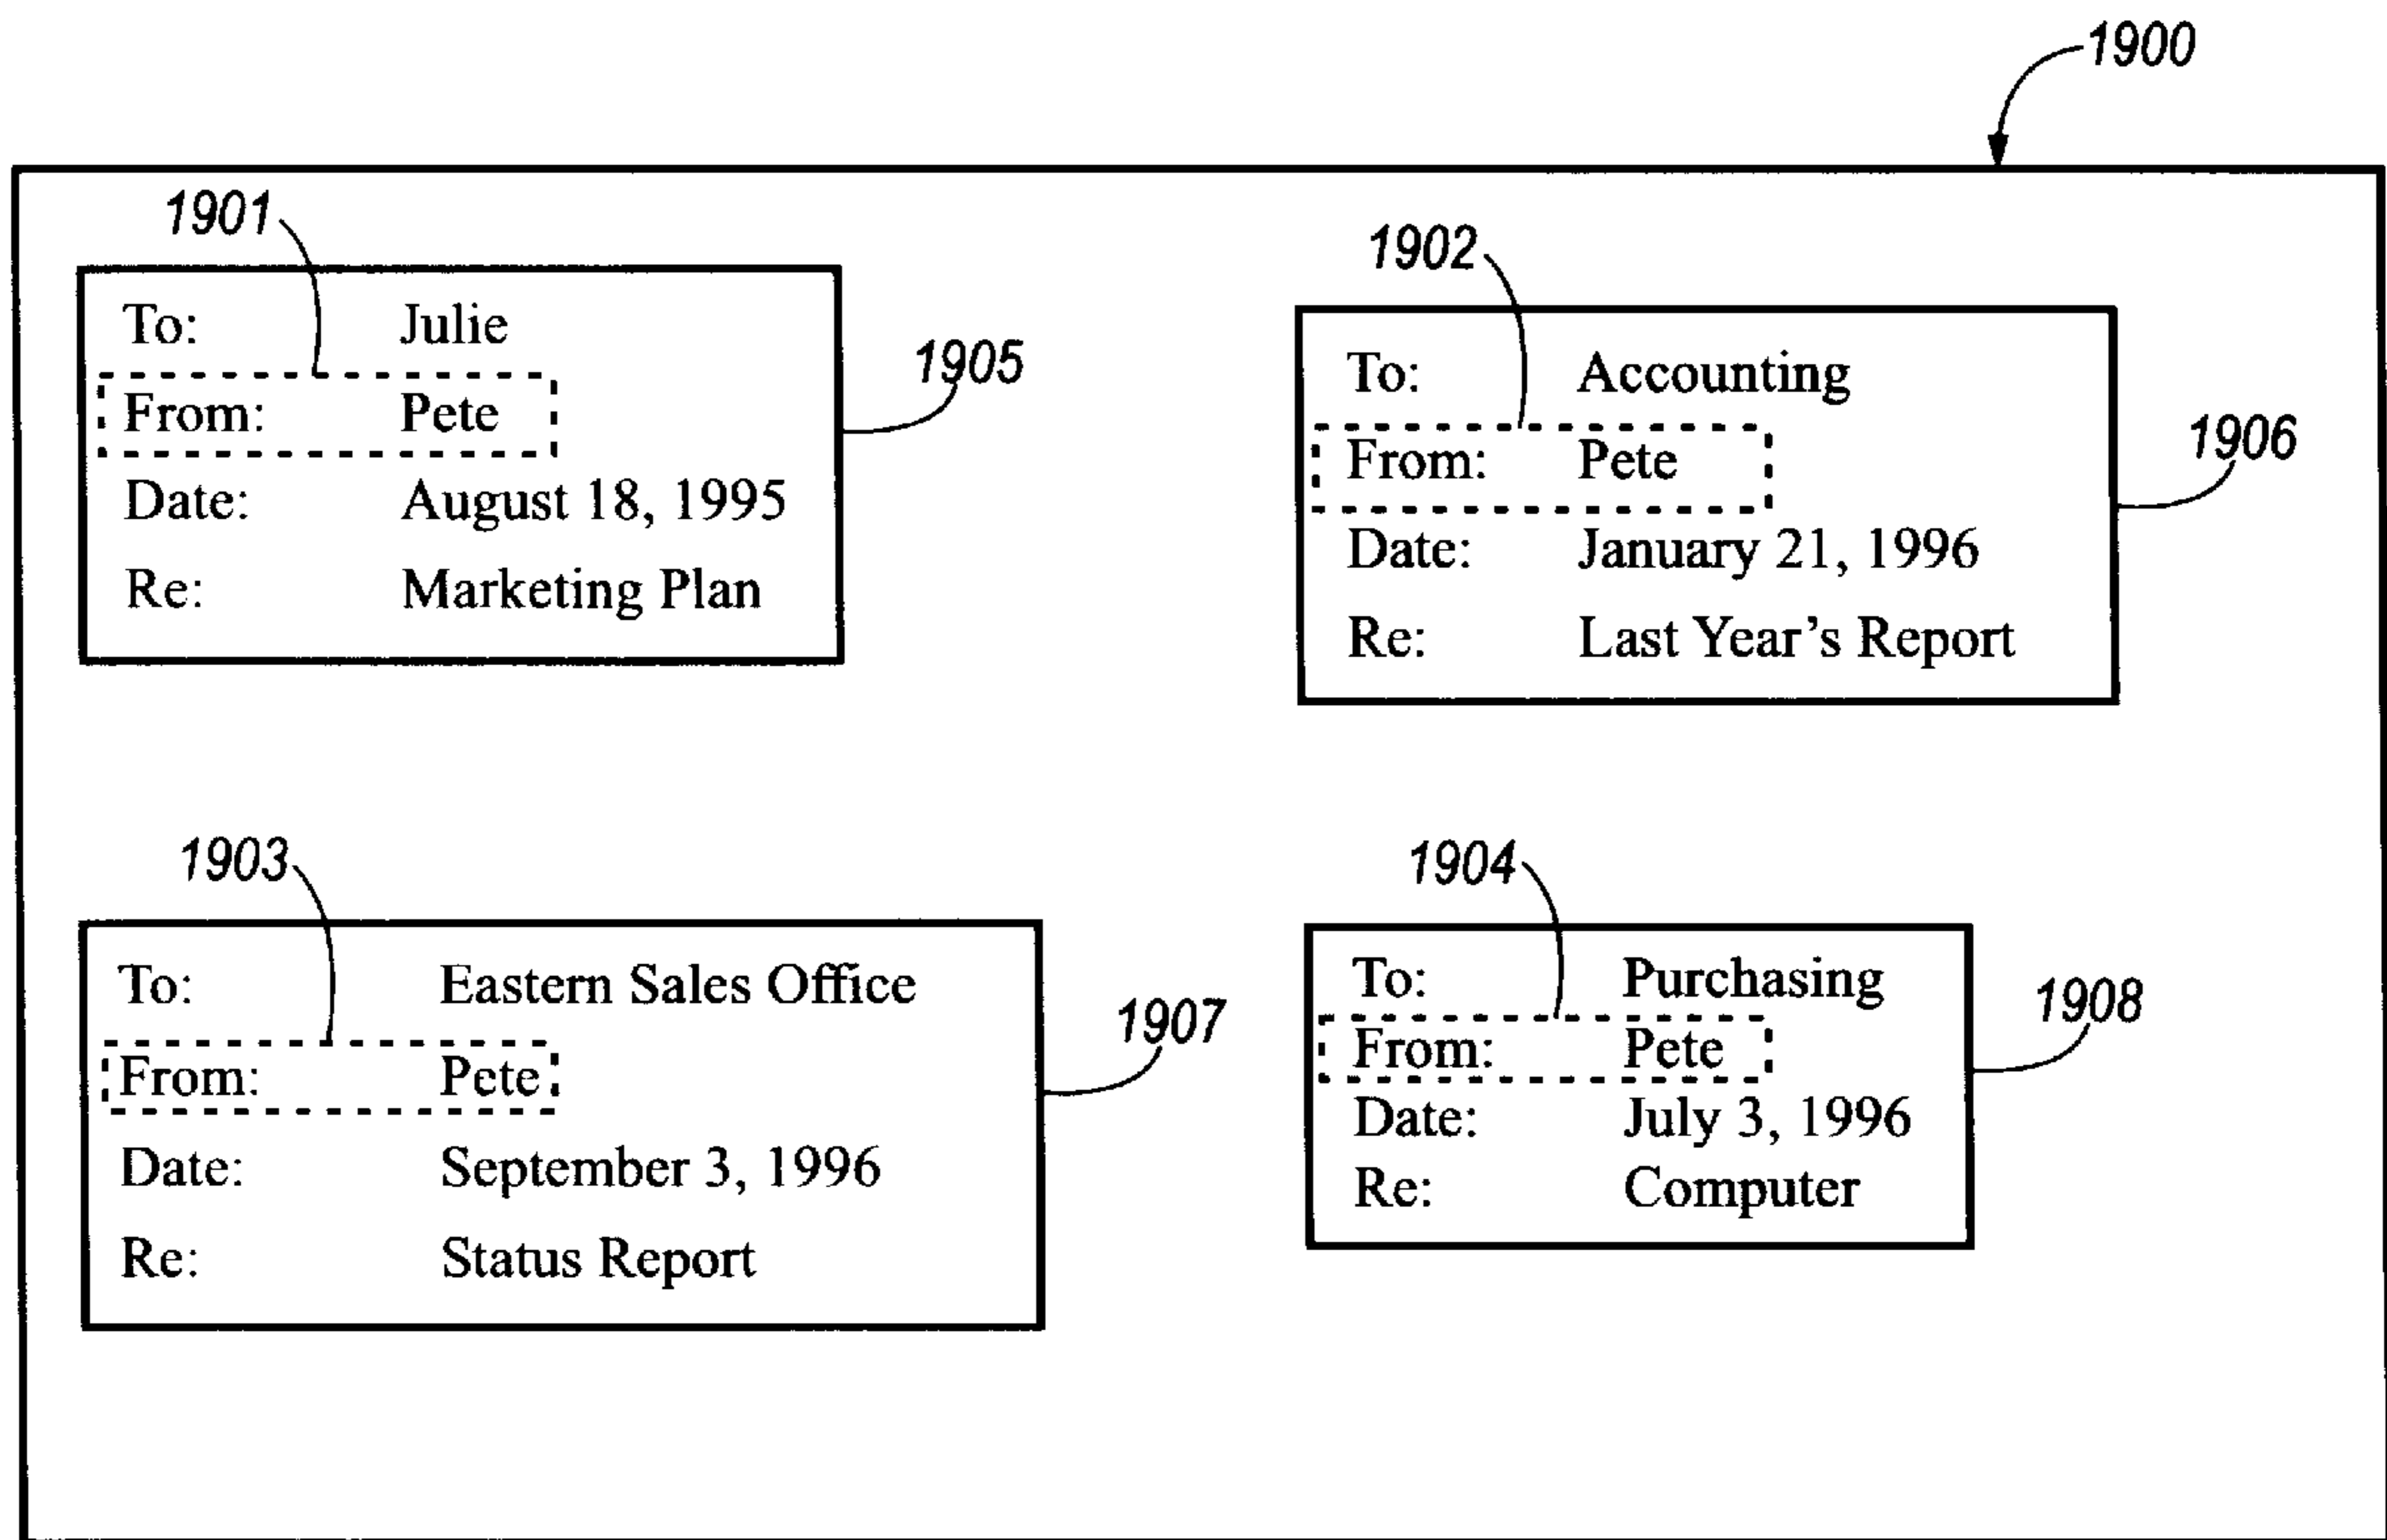 1900
1901
To: Julie
From: Pete
Date: August 18, 1995
Re: Marketing Plan
1905
1902
To: Accounting
From: Pete
Date: January 21, 1996
Re: Last Year's Report
1906
1903
To: Eastern Sales Office
From: Pete
Date: September 3, 1996
Re: Status Report
1907
1904
To: Purchasing
From: Pete
Date: July 3, 1996
Re: Computer
1908